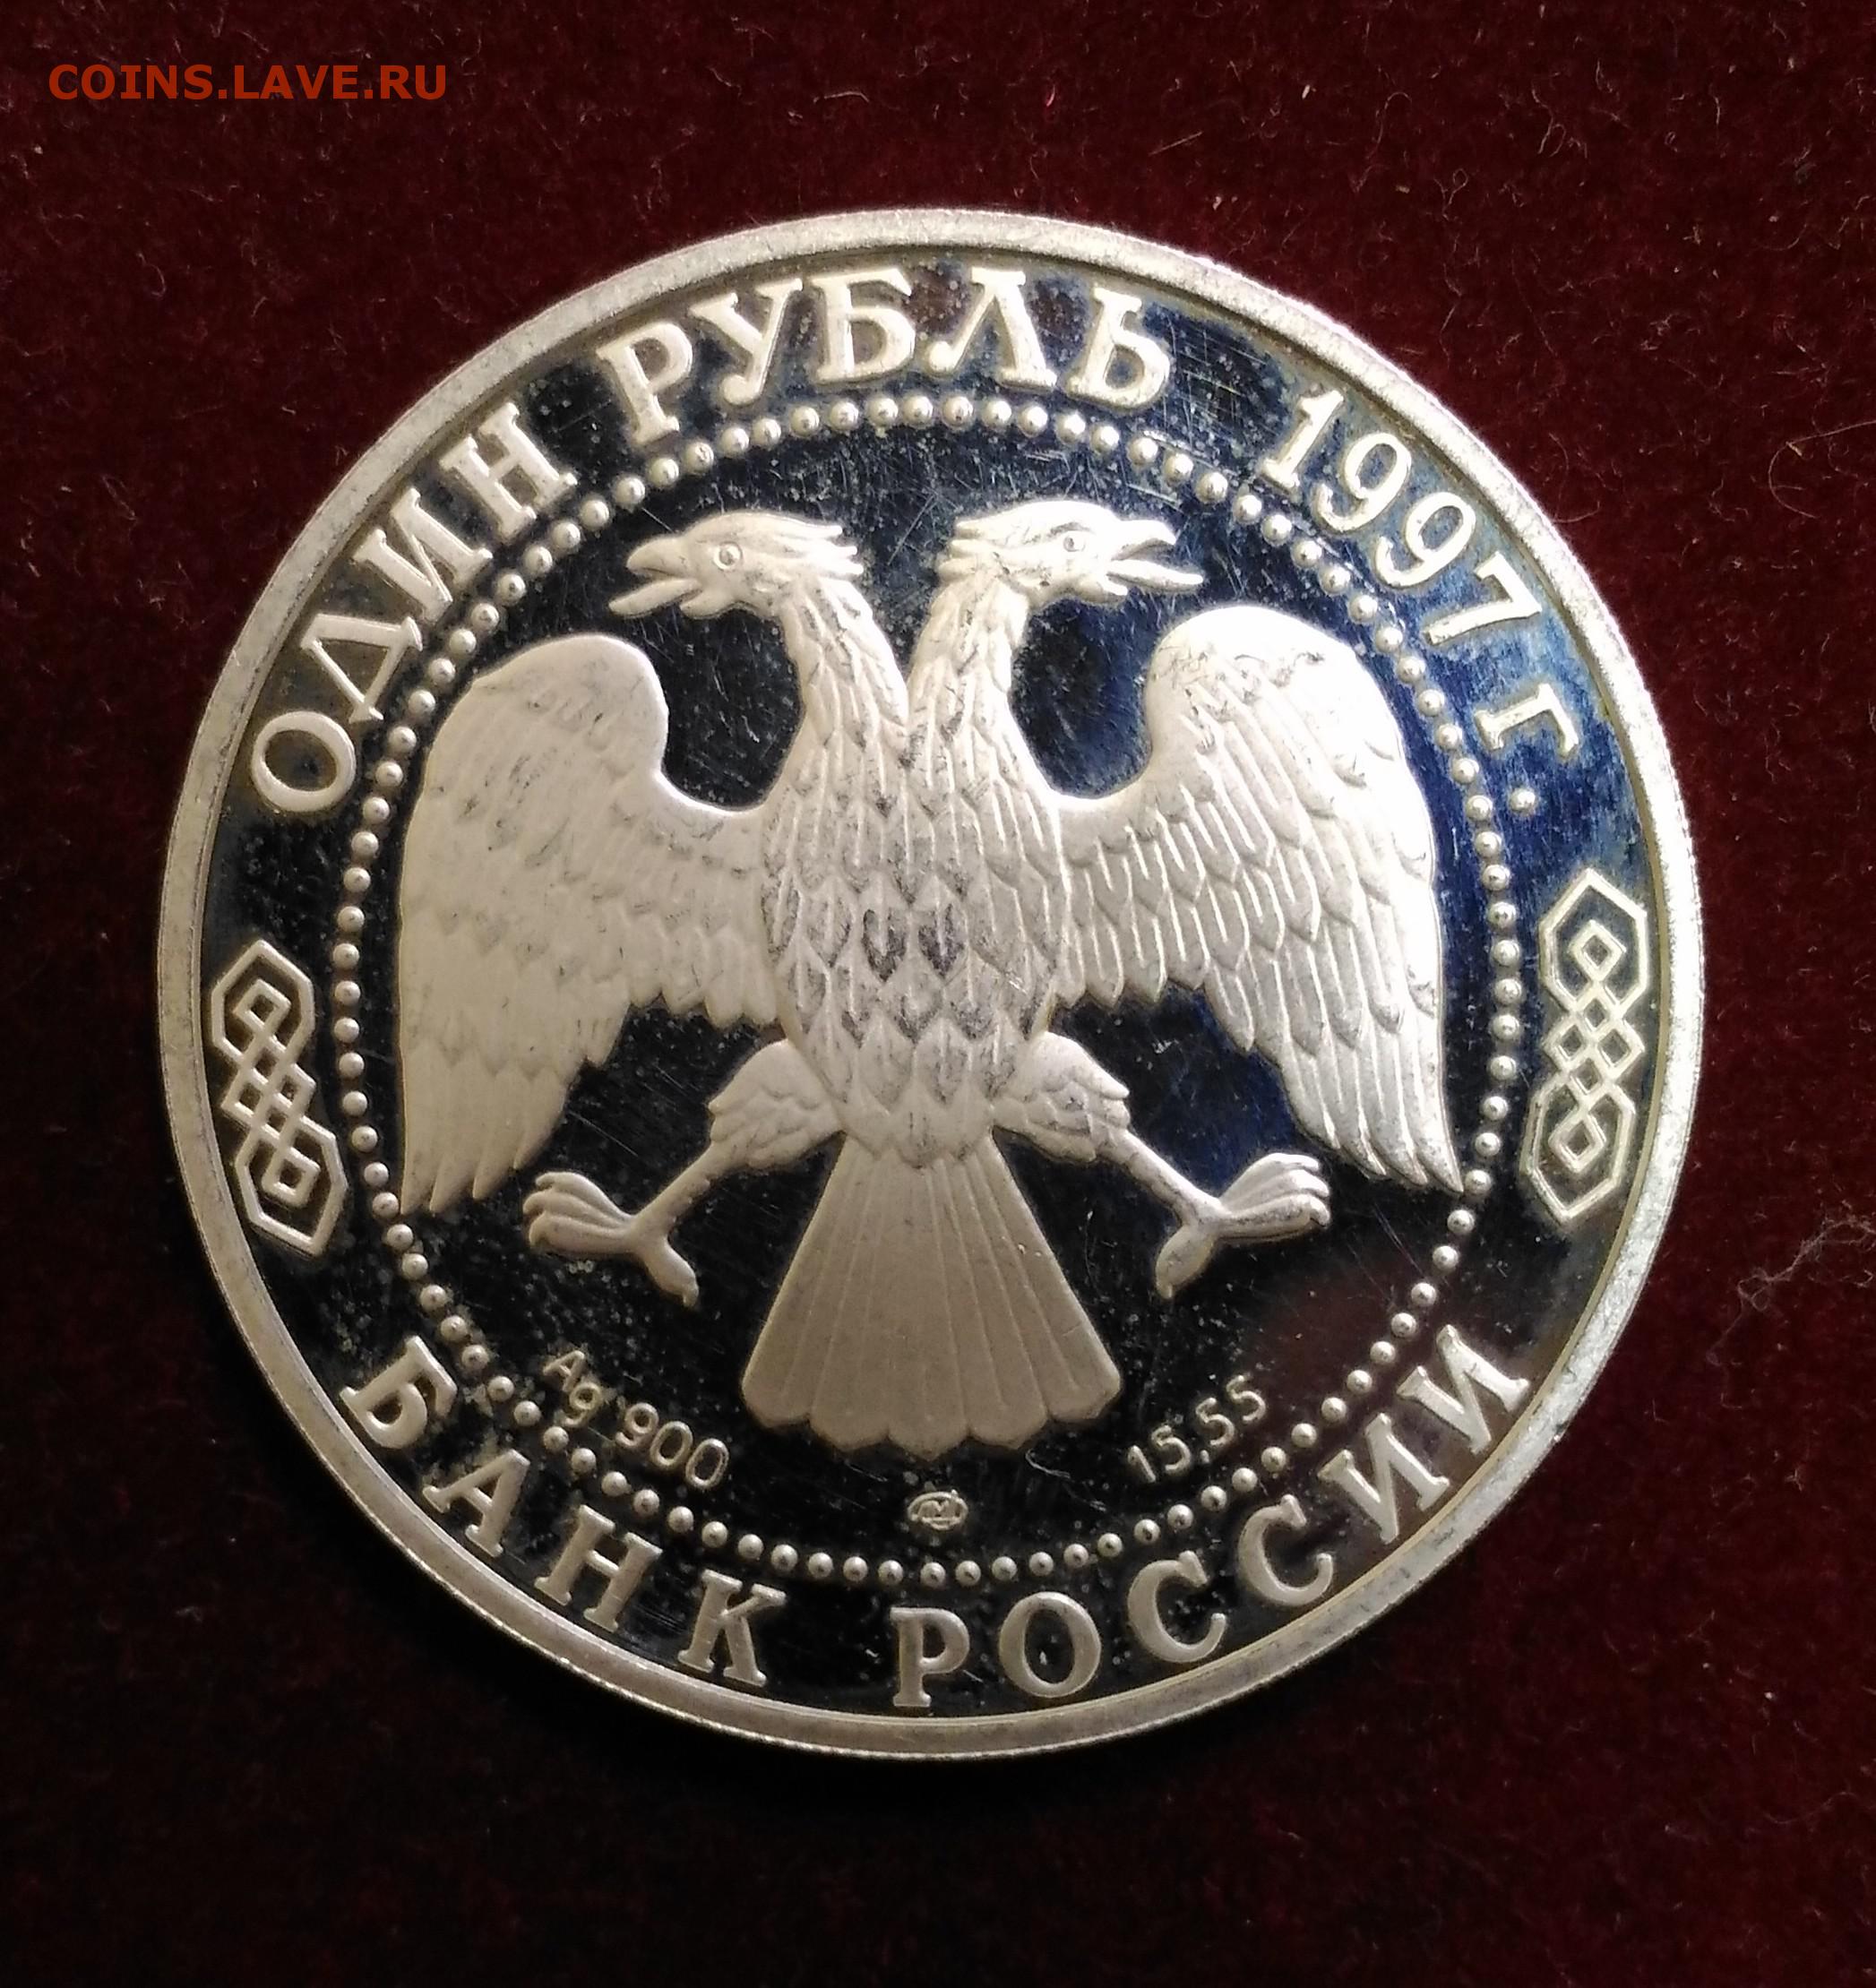 COINS.LAVE.RU
ОДИН РУБЛЬ 1997 г.
Ag 900
15,55
БАНК РОССИИ